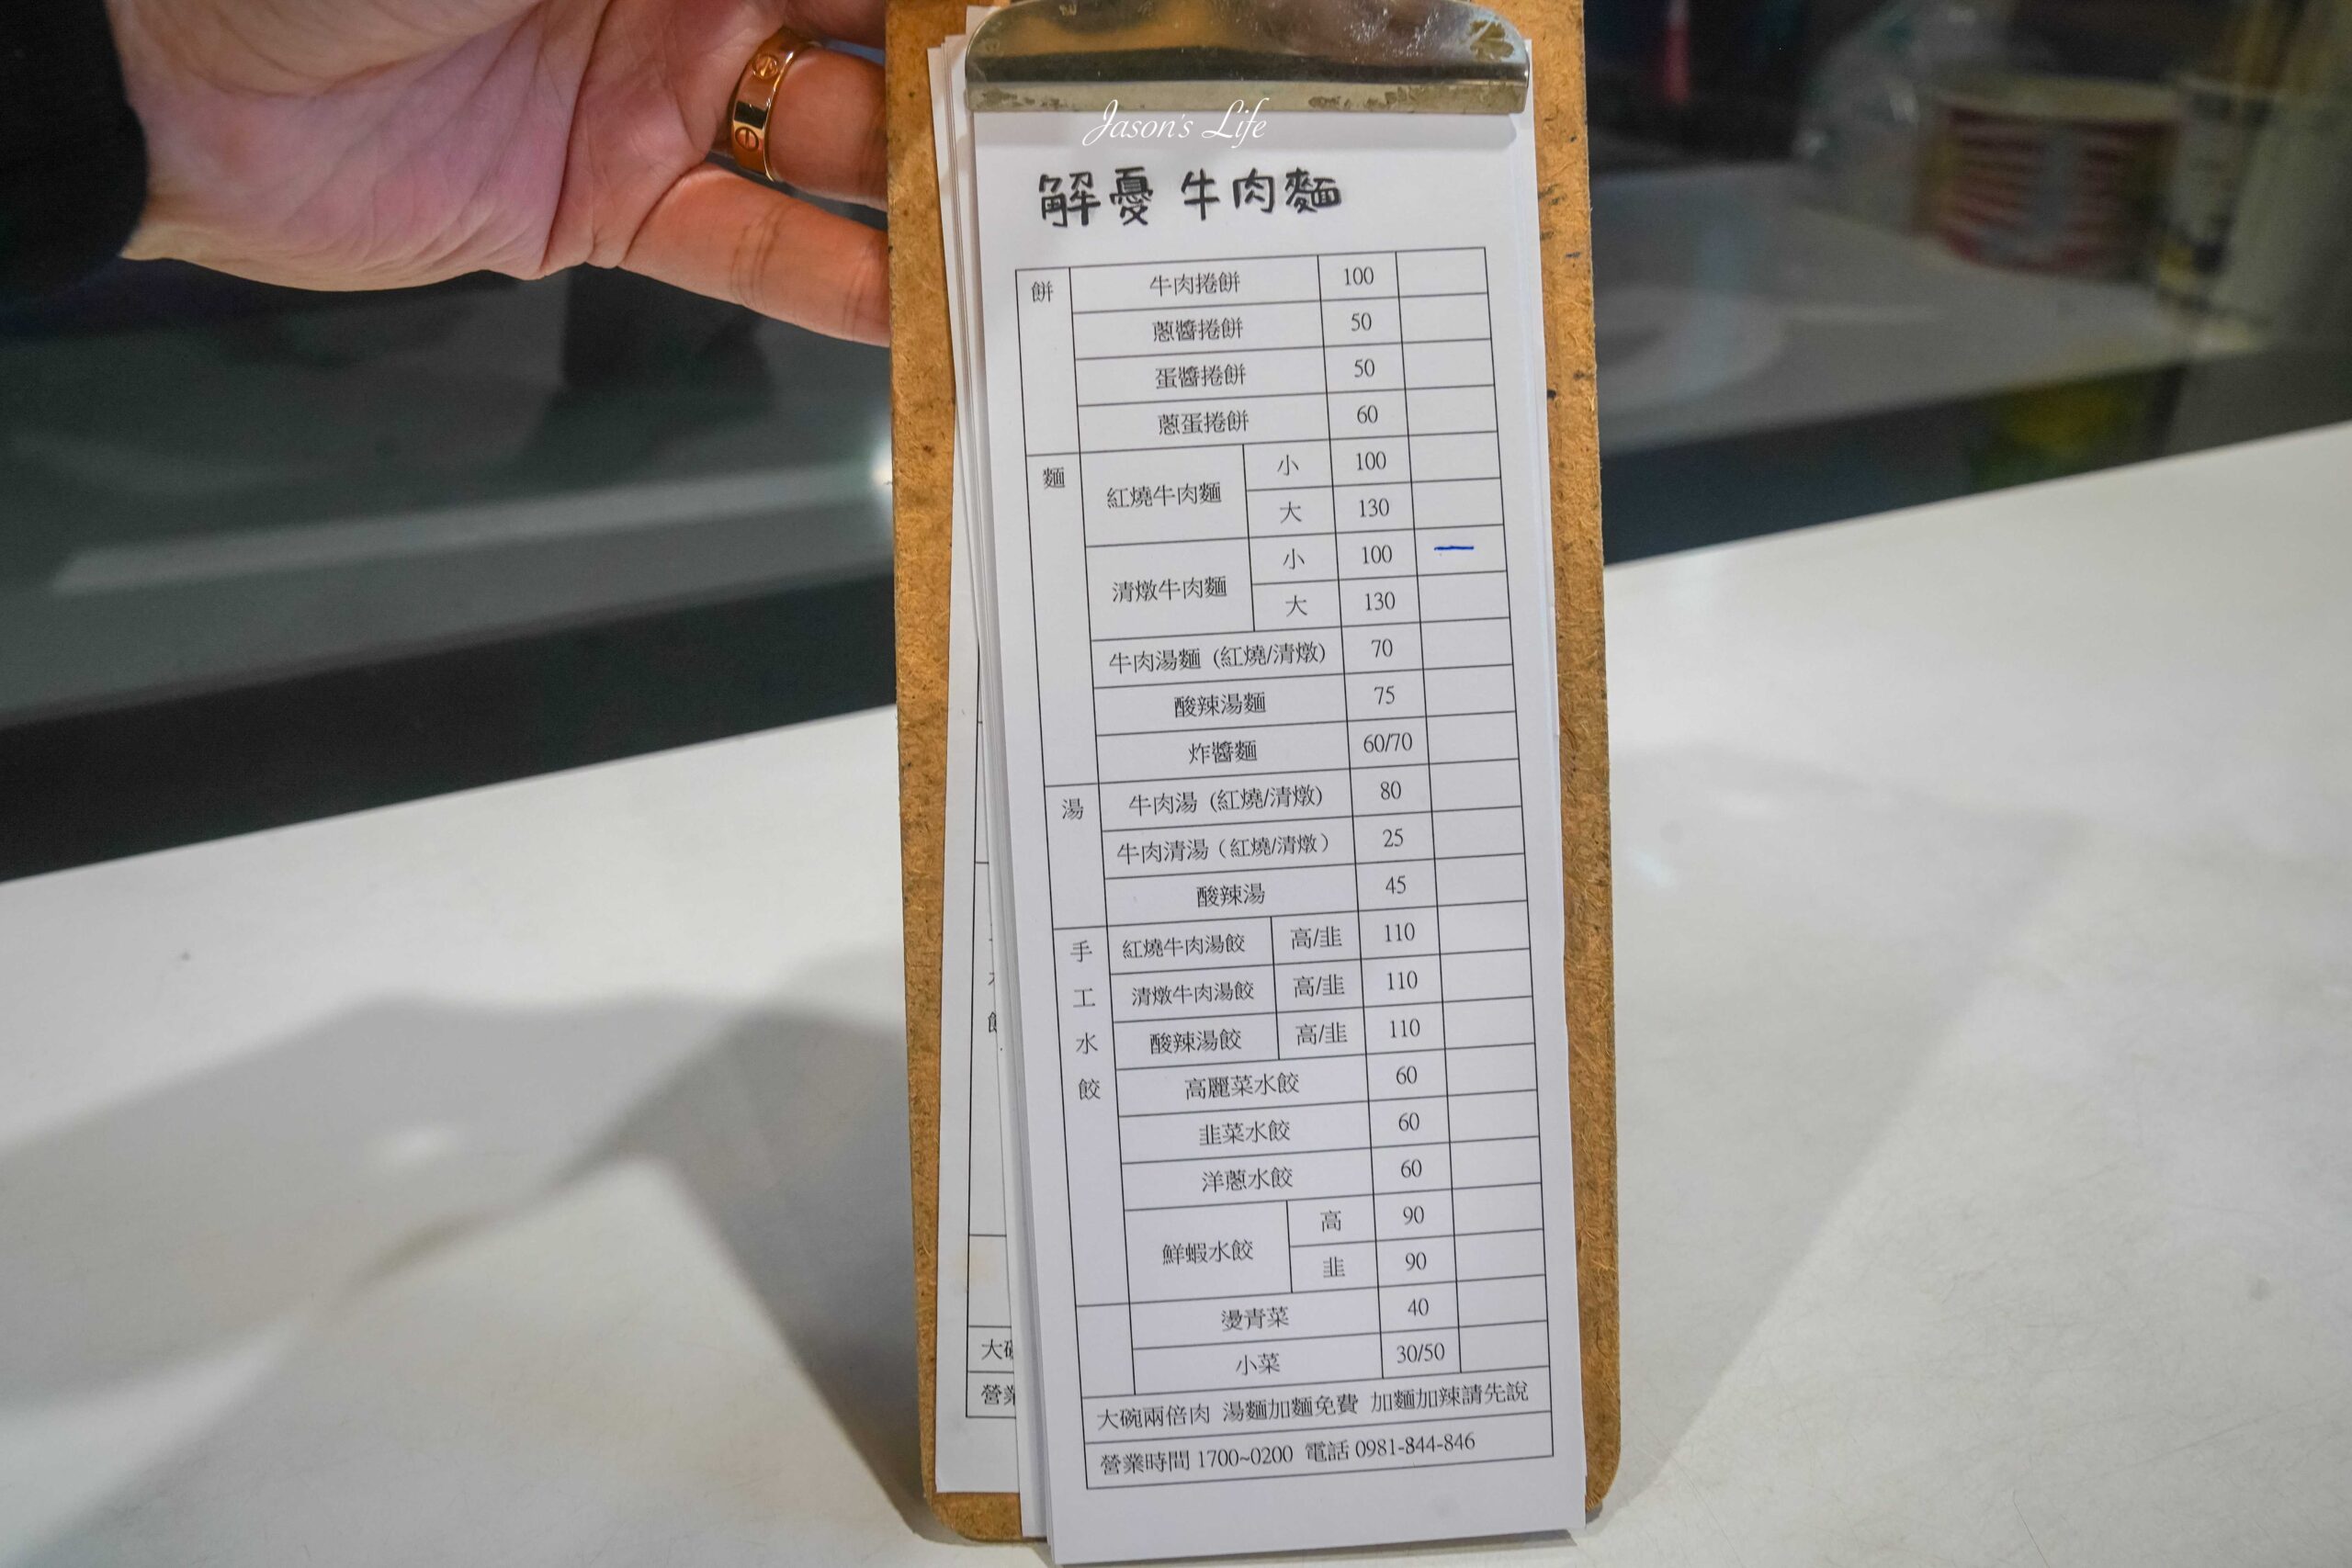 Jason's Life
解憂 牛肉麵
餅 牛肉捲餅 100
蔥醬捲餅 50
蛋醬捲餅 50
蔥蛋捲餅 60
麵 紅燒牛肉麵 小 100
大 130
清燉牛肉麵 小 100 一
大 130
牛肉湯麵 (紅燒/清燉) 70
酸辣湯麵 75
炸醬麵 60/70
湯 牛肉湯 (紅燒/清燉) 80
牛肉清湯（紅燒/清燉） 25
酸辣湯 45
手工水餃 紅燒牛肉湯餃 高/韭 110
清燉牛肉湯餃 高/韭 110
酸辣湯餃 高/韭 110
高麗菜水餃 60
韭菜水餃 60
洋蔥水餃 60
鮮蝦水餃 高 90
韭 90
燙青菜 40
小菜 30/50
大碗兩倍肉 湯麵加麵免費 加麵加辣請先說
營業時間 1700~0200 電話 0981-844-846
大
營業